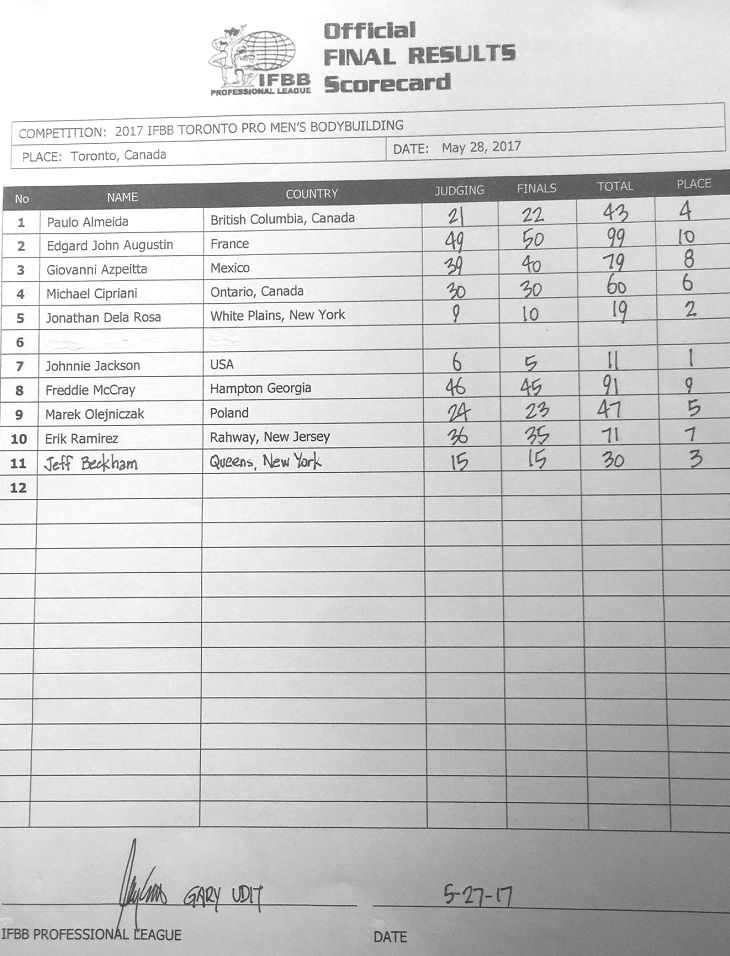 Official
FINAL RESULTS
Scorecard
IFBB
PROFESSIONAL LEAGUE
COMPETITION: 2017 IFBB TORONTO PRO MEN'S BODYBUILDING
PLACE: Toronto, Canada DATE: May 28, 2017
No NAME COUNTRY JUDGING FINALS TOTAL PLACE
1 Paulo Almeida British Columbia, Canada 21 22 43 4
2 Edgard John Augustin France 49 50 99 10
3 Giovanni Azpeitta Mexico 39 40 79 8
4 Michael Cipriani Ontario, Canada 30 30 60 6
5 Jonathan Dela Rosa White Plains, New York 9 10 19 2
6
7 Johnnie Jackson USA 6 5 11 1
8 Freddie McCray Hampton Georgia 46 45 91 9
9 Marek Olejniczak Poland 24 23 47 5
10 Erik Ramirez Rahway, New Jersey 36 35 71 7
11 Jeff Beckham Queens, New York 15 15 30 3
12
GARY UDIT 5-27-17
IFBB PROFESSIONAL LEAGUE DATE